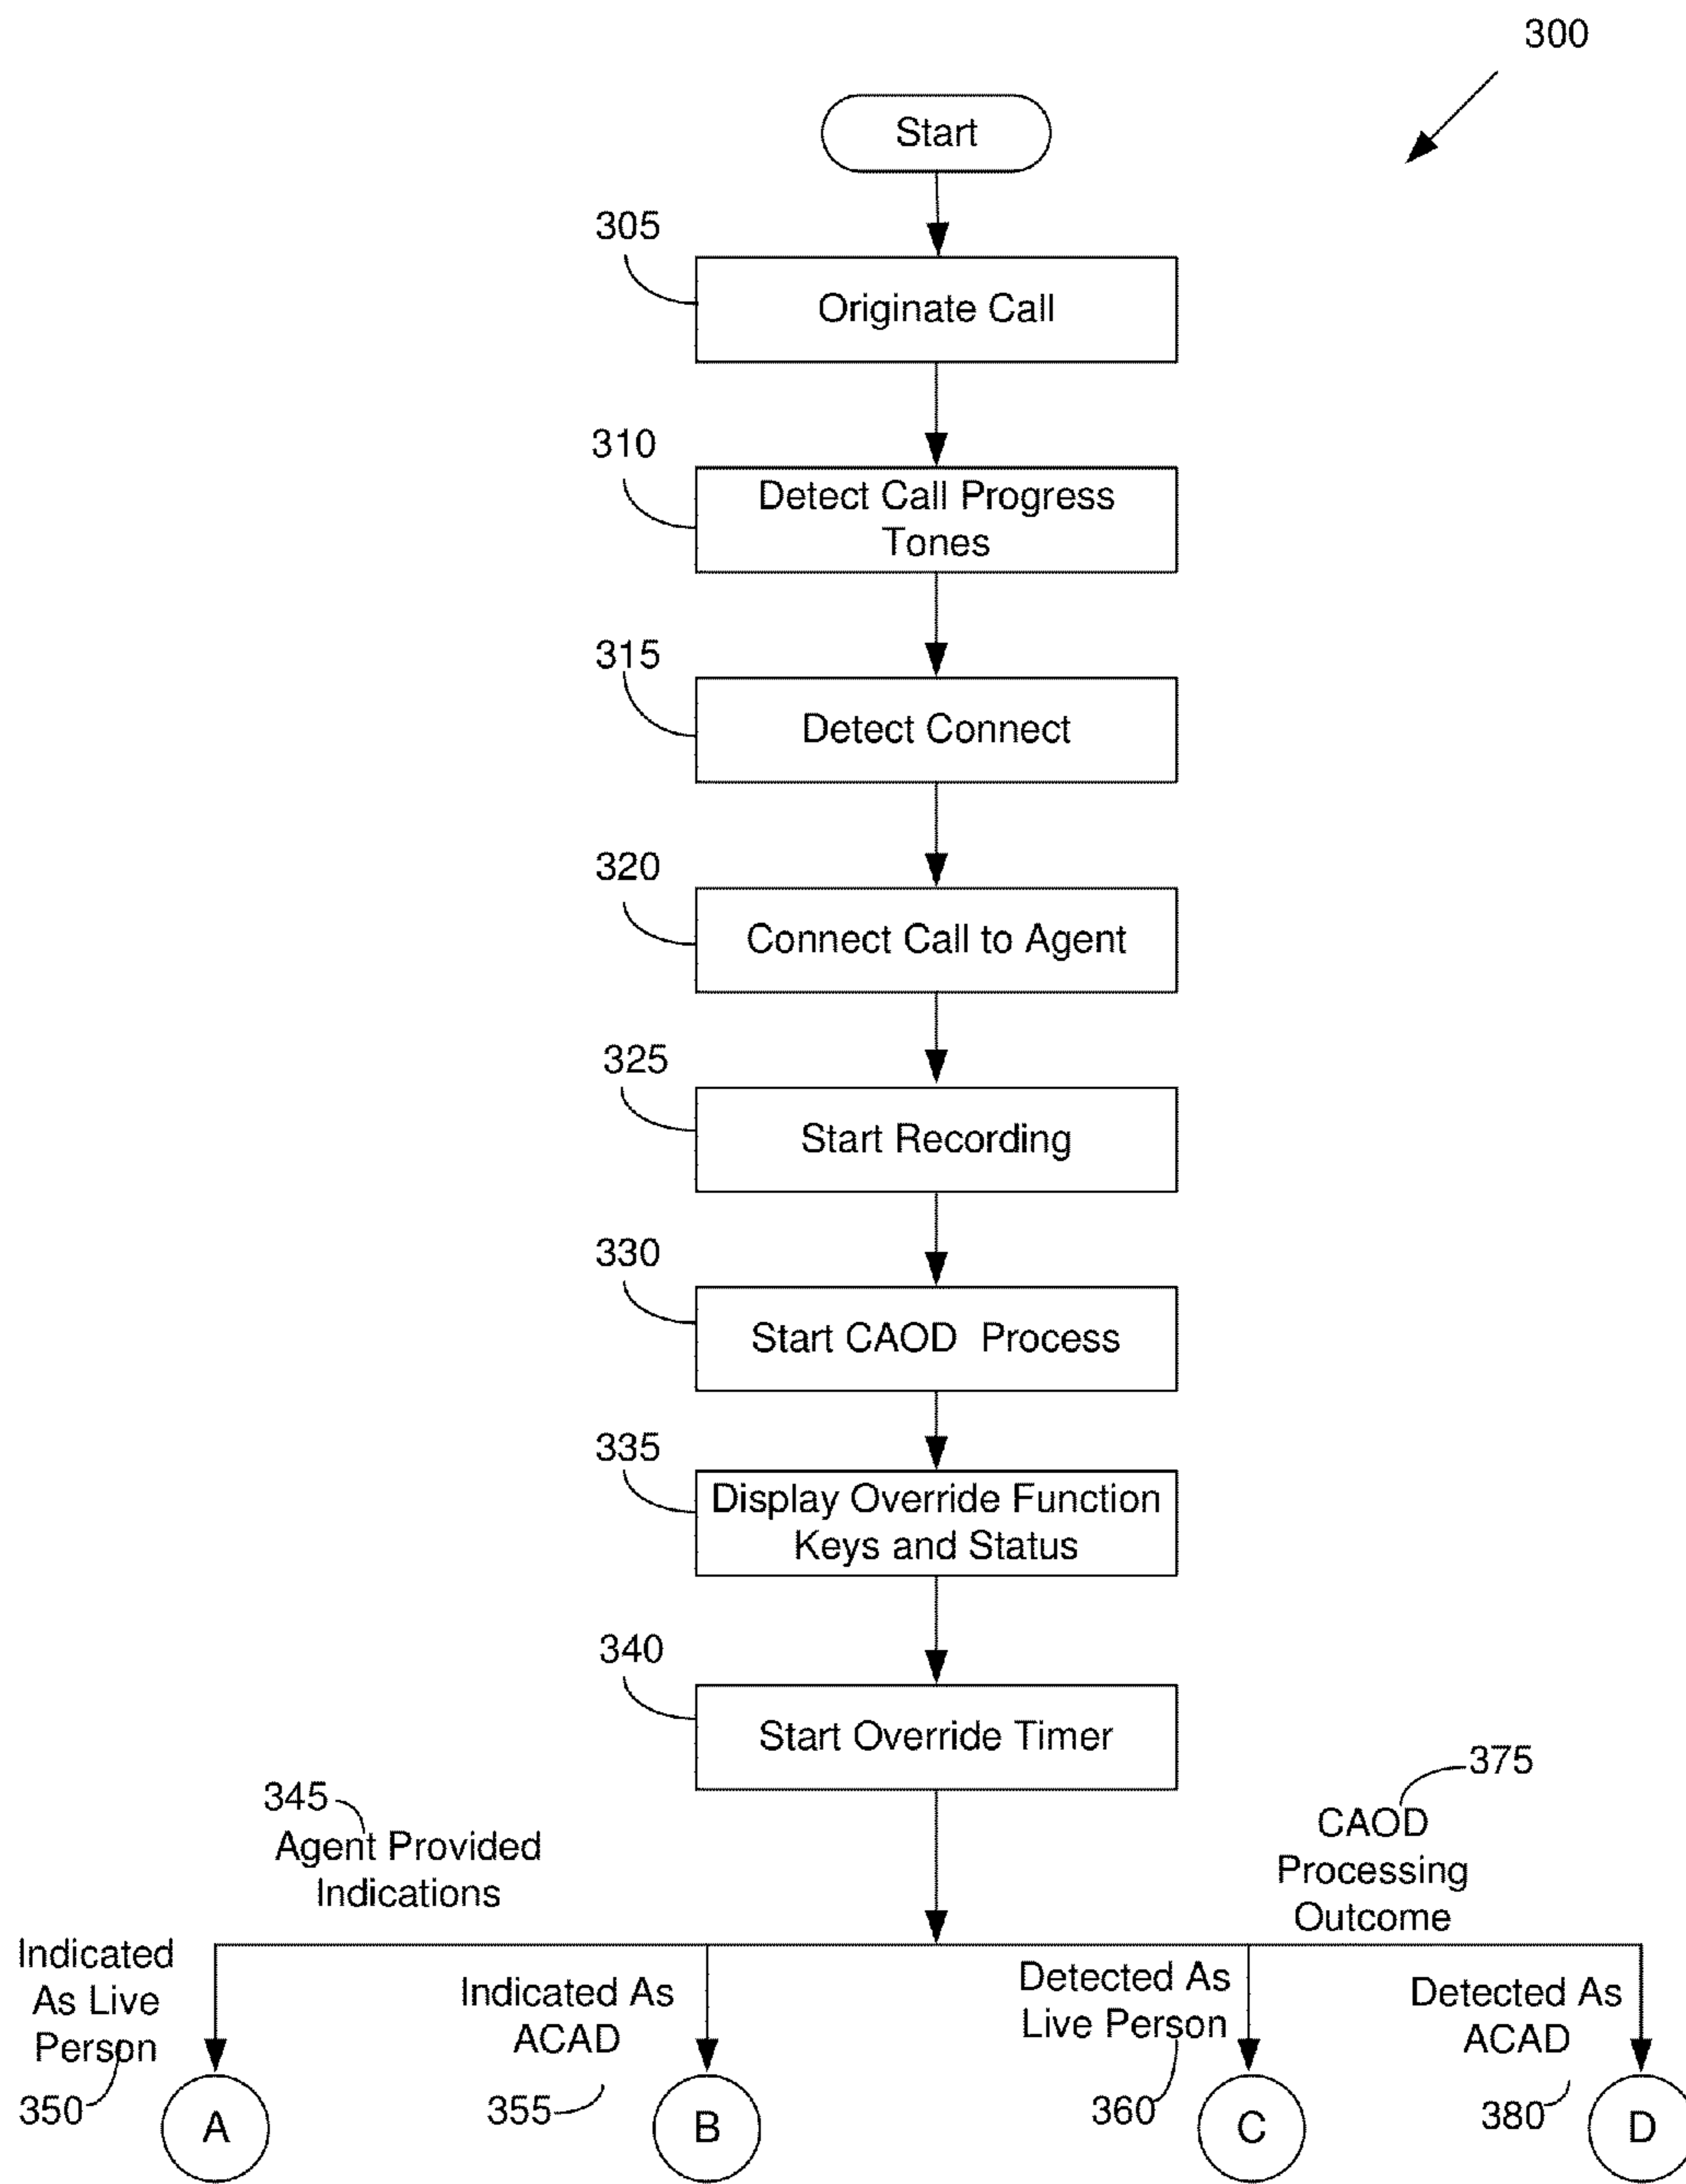 300
Start
305
Originate Call
310
Detect Call Progress
Tones
315
Detect Connect
320
Connect Call to Agent
325
Start Recording
330
Start CAOD Process
335
Display Override Function
Keys and Status
340
Start Override Timer
345
Agent Provided
Indications
375
CAOD
Processing
Outcome
Indicated
As Live
Person
350
A
Indicated As
ACAD
355
B
Detected As
Live Person
360
C
Detected As
ACAD
380
D